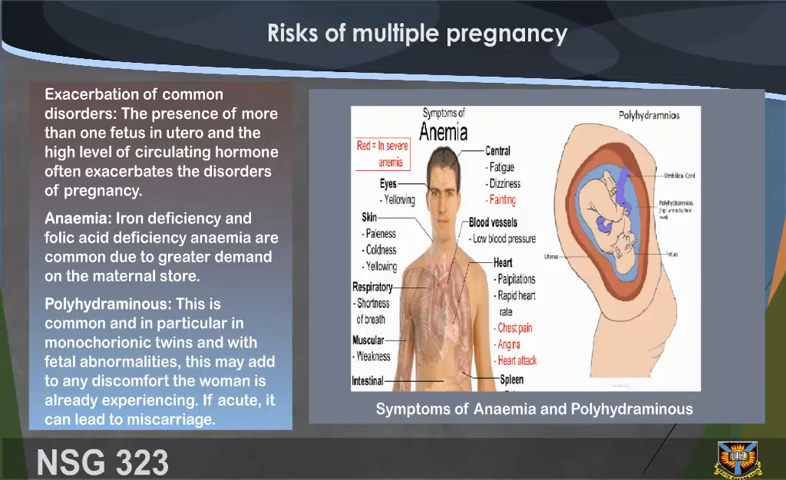 Risks of multiple pregnancy
Exacerbation of common
disorders: The presence of more
than one fetus in utero and the
high level of circulating hormone
often exacerbates the disorders
of pregnancy.
Anaemia: Iron deficiency and
folic acid deficiency anaemia are
common due to greater demand
on the maternal store.
Polyhydraminous: This is
common and in particular in
monochorionic twins and with
fetal abnormalities, this may add
to any discomfort the woman is
already experiencing. If acute, it
can lead to miscarriage.
Symptoms of
Anemia
Red = In severe
anemia
Central
- Fatigue
- Dizziness
- Fainting
Eyes
- Yellowing
Skin
- Paleness
- Coldness
- Yellowing
Blood vessels
- Low blood pressure
Respiratory
- Shortness
of breath
Heart
- Palpitations
- Rapid heart
rate
- Chest pain
- Angina
- Heart attack
Muscular
- Weakness
Intestinal
Spleen
Polyhydramnios
Umbilical Cord
Polyhydramnios
(high amniotic fluid
level)
Uterus
Fetus
Symptoms of Anaemia and Polyhydraminous
NSG 323